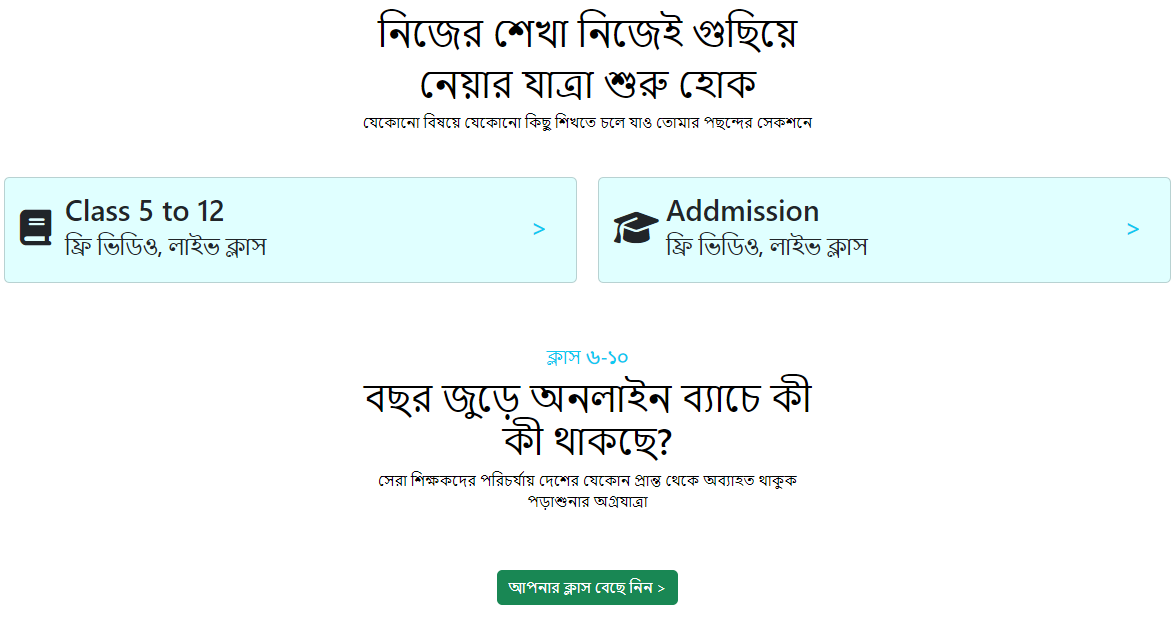 নিজের শেখা নিজেই গুছিয়ে
নেয়ার যাত্রা শুরু হোক
যেকোনো বিষয়ে যেকোনো কিছু শিখতে চলে যাও তোমার পছন্দের সেকশনে
Class 5 to 12
ফ্রি ভিডিও, লাইভ ক্লাস
>
Addmission
ফ্রি ভিডিও, লাইভ ক্লাস
>
ক্লাস ৬-১০
বছর জুড়ে অনলাইন ব্যাচে কী
কী থাকছে?
সেরা শিক্ষকদের পরিচর্যায় দেশের যেকোন প্রান্ত থেকে অব্যাহত থাকুক
পড়াশুনার অগ্রযাত্রা
আপনার ক্লাস বেছে নিন >